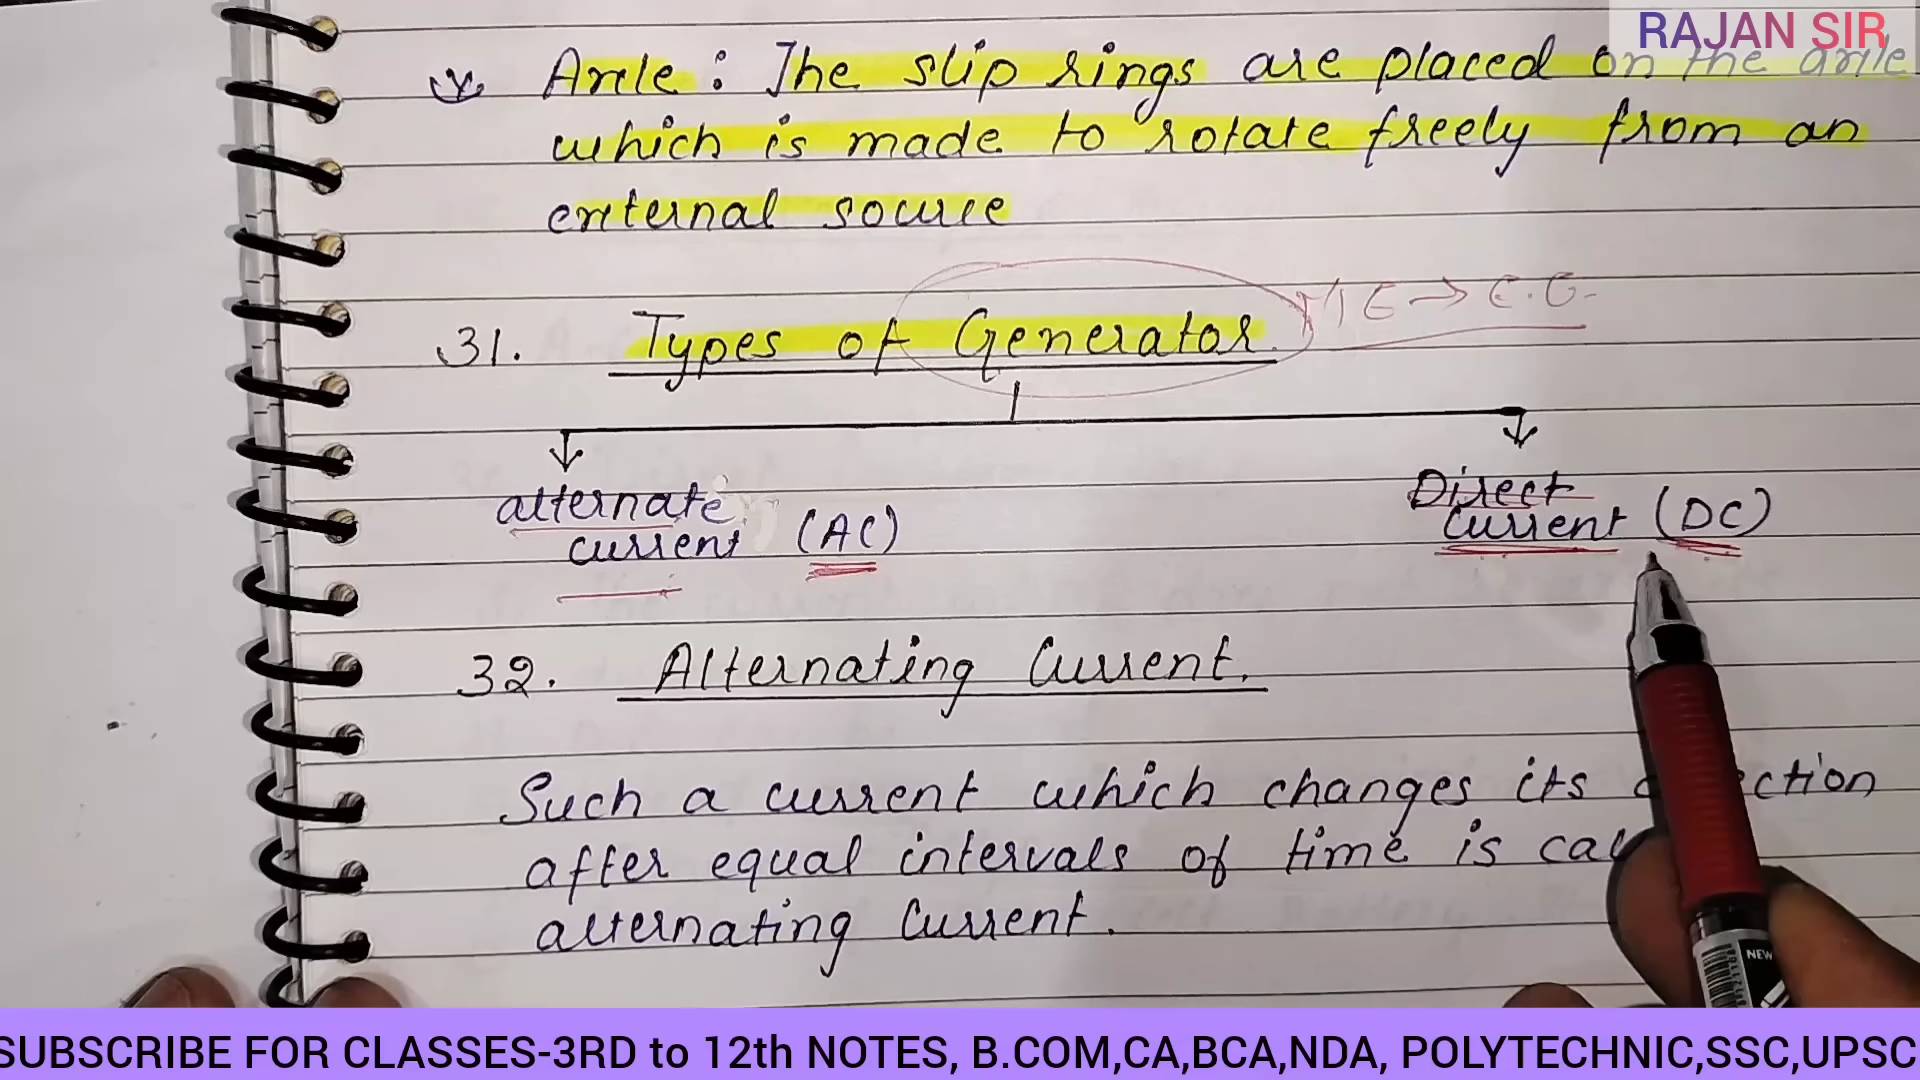 RAJAN SIR
v) Axle : The slip rings are placed on the axle
which is made to rotate freely from an
external source
31. Types of Generator. M E → E.E.
alternate
current (AC)
Direct
Current (DC)
32. Alternating Current.
Such a current which changes its ction
after equal intervals of time is
alternating Current.
NEW
SUBSCRIBE FOR CLASSES-3RD to 12th NOTES, B.COM,CA,BCA,NDA, POLYTECHNIC,SSC,UPSC